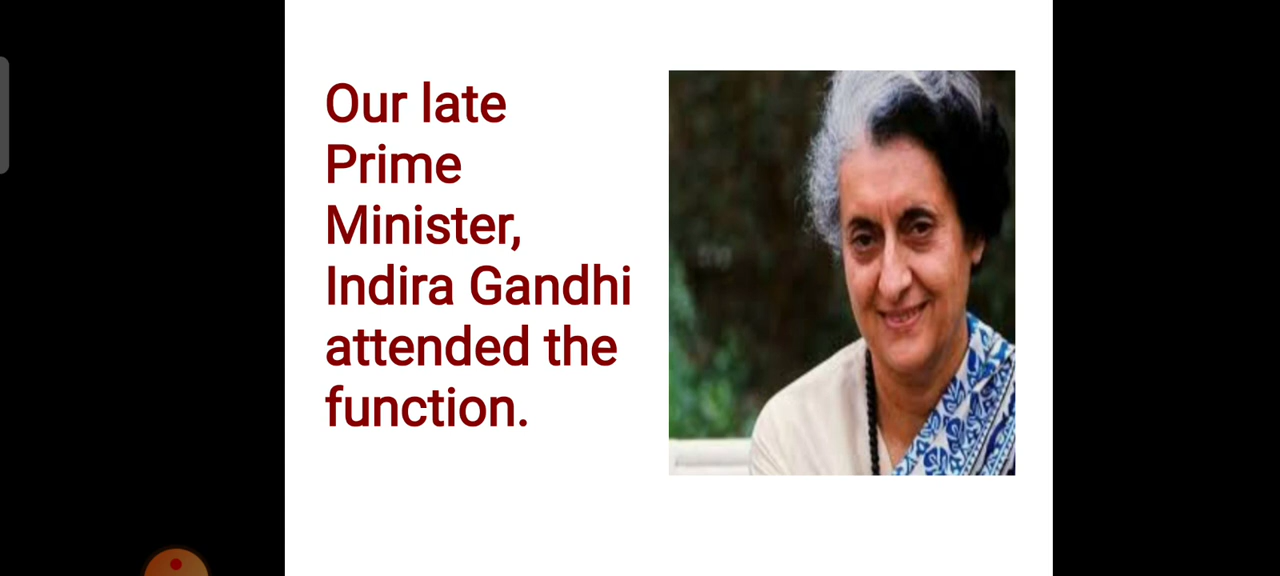 Our late
Prime
Minister,
Indira Gandhi
attended the
function.